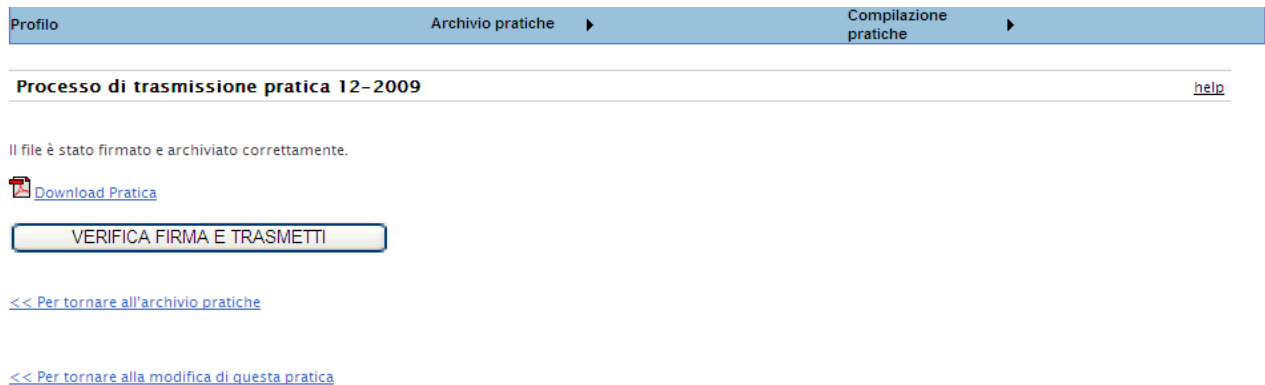 Profilo
Archivio pratiche
Compilazione
pratiche
Processo di trasmissione pratica 12-2009
help
Il file è stato firmato e archiviato correttamente.
Download Pratica
VERIFICA FIRMA E TRASMETTI
<< Per tornare all'archivio pratiche
<< Per tornare alla modifica di questa pratica